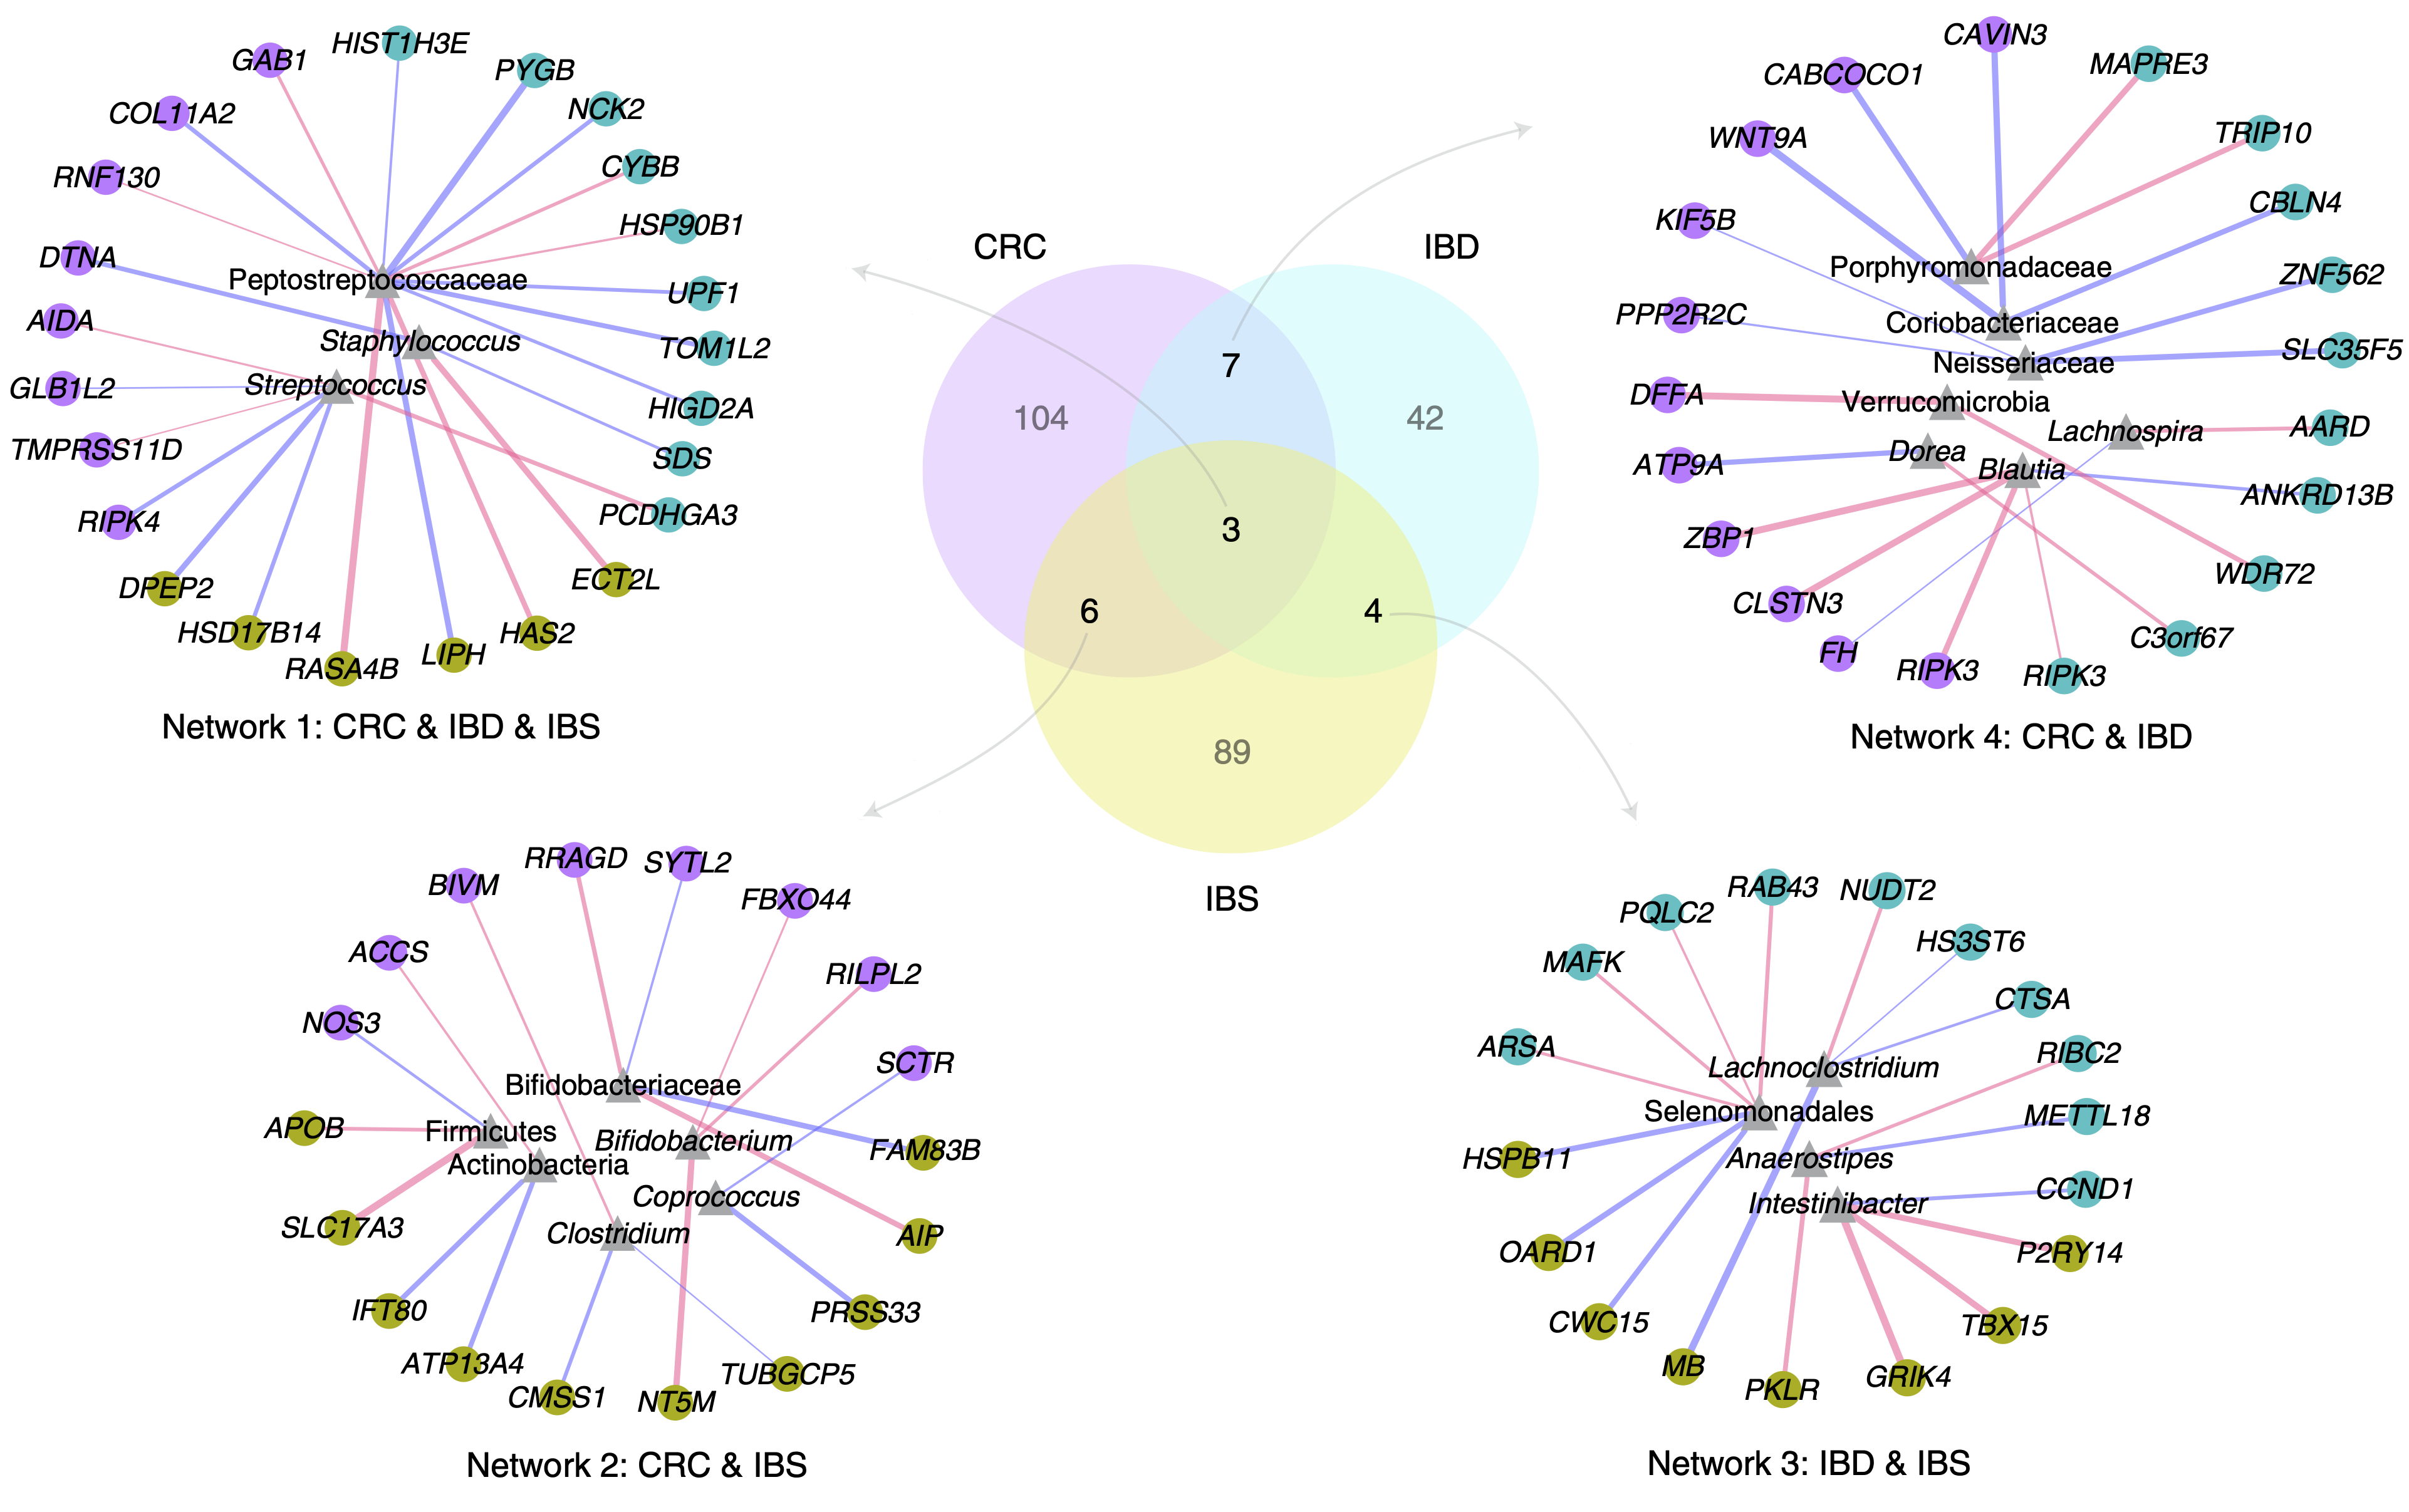 HIST1H3E
GAB1
PYGB
COL11A2
NCK2
RNF130
CYBB
HSP90B1
DTNA
Peptostreptococcaceae
UPF1
AIDA
Staphylococcus
TOM1L2
GLB1L2
Streptococcus
HIGD2A
TMPRSS11D
SDS
RIPK4
PCDHGA3
DPEP2
ECT2L
HSD17B14
HAS2
RASA4B
LIPH
Network 1: CRC & IBD & IBS
CRC
IBD
7
104
42
3
6
4
89
IBS
CAVIN3
CABCOCO1
MAPRE3
WNT9A
TRIP10
CBLN4
KIF5B
Porphyromonadaceae
ZNF562
PPP2R2C
Coriobacteriaceae
SLC35F5
Neisseriaceae
DFFA
Verrucomicrobia
Lachnospira
AARD
ATP9A
Dorea
Blautia
ANKRD13B
ZBP1
WDR72
CLSTN3
C3orf67
FH
RIPK3
RIPK3
Network 4: CRC & IBD
RRAGD
SYTL2
BIVM
FBXO44
ACCS
RILPL2
NOS3
SCTR
Bifidobacteriaceae
APOB
Firmicutes
Bifidobacterium
FAM83B
Actinobacteria
Coprococcus
SLC17A3
Clostridium
AIP
IFT80
PRSS33
ATP13A4
TUBGCP5
CMSS1
NT5M
Network 2: CRC & IBS
RAB43
NUDT2
PQLC2
HS3ST6
MAFK
CTSA
ARSA
RIBC2
Lachnoclostridium
Selenomonadales
METTL18
HSPB11
Anaerostipes
CCND1
Intestinibacter
OARD1
P2RY14
CWC15
TBX15
MB
GRIK4
PKLR
Network 3: IBD & IBS